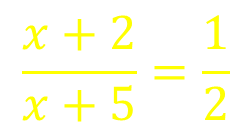 (x + 2)/(x + 5) = 1/2